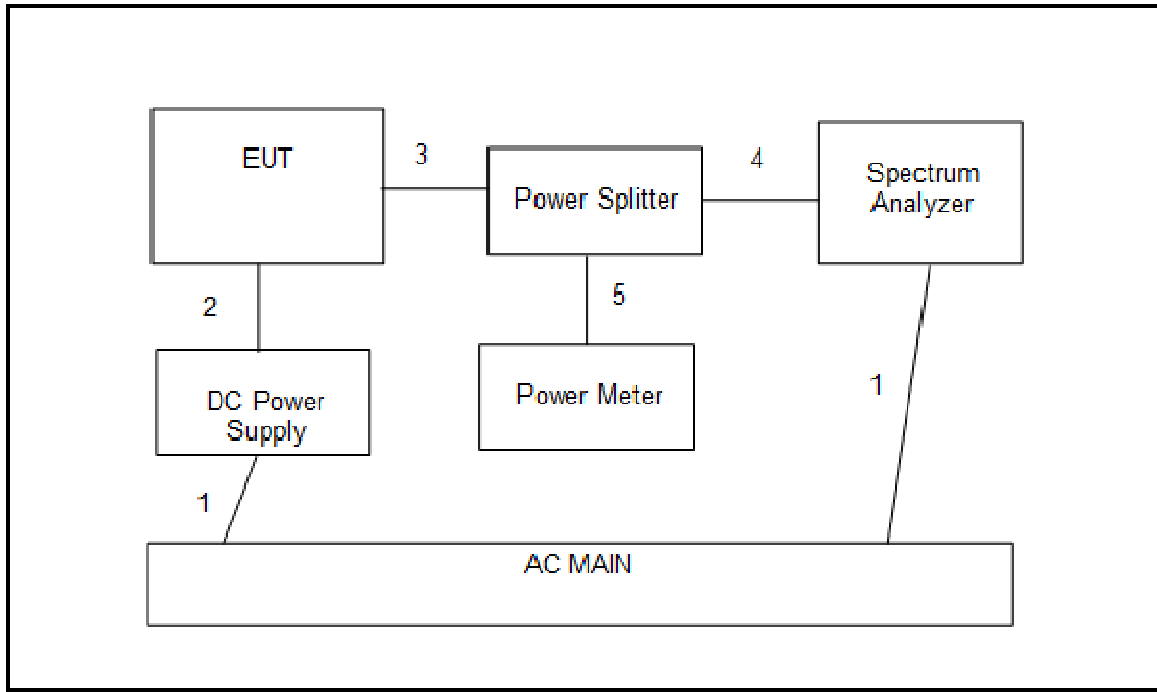 EUT
3
Power Splitter
4
Spectrum
Analyzer
2
5
DC Power
Supply
Power Meter
1
1
AC MAIN